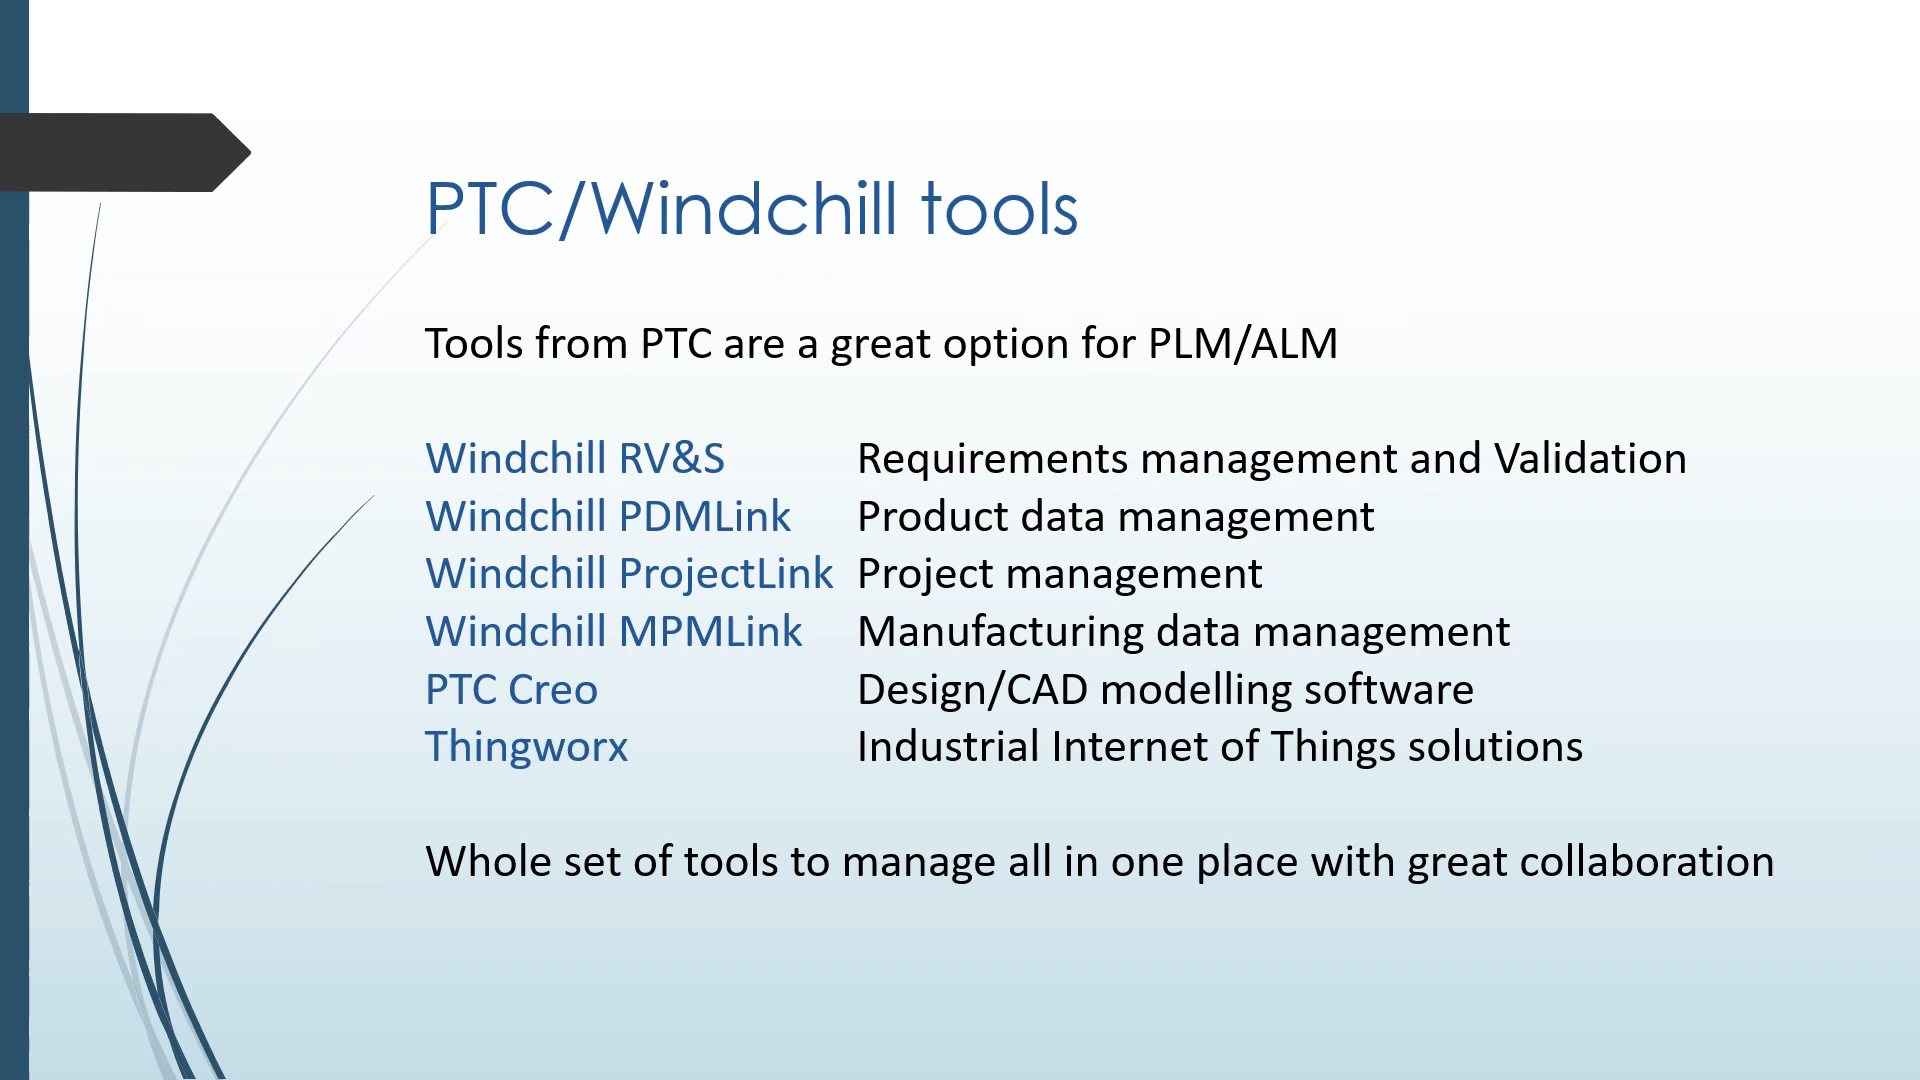 PTC/Windchill tools
Tools from PTC are a great option for PLM/ALM
Windchill RV&S Requirements management and Validation
Windchill PDMLink Product data management
Windchill ProjectLink Project management
Windchill MPMLink Manufacturing data management
PTC Creo Design/CAD modelling software
Thingworx Industrial Internet of Things solutions
Whole set of tools to manage all in one place with great collaboration